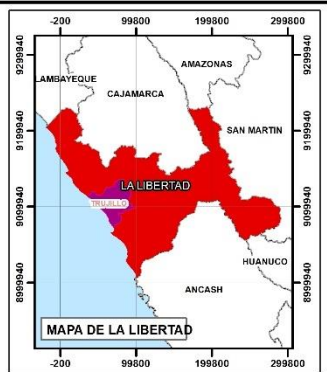 -200 99800 199800 299800
9299940
9199940
9099940
8999940
AMAZONAS
LAMBAYEQUE
CAJAMARCA
SAN MARTIN
LA LIBERTAD
TRUJILLO
HUANUCO
ANCASH
MAPA DE LA LIBERTAD
9299940
9199940
9099940
8999940
-200 99800 199800 299800